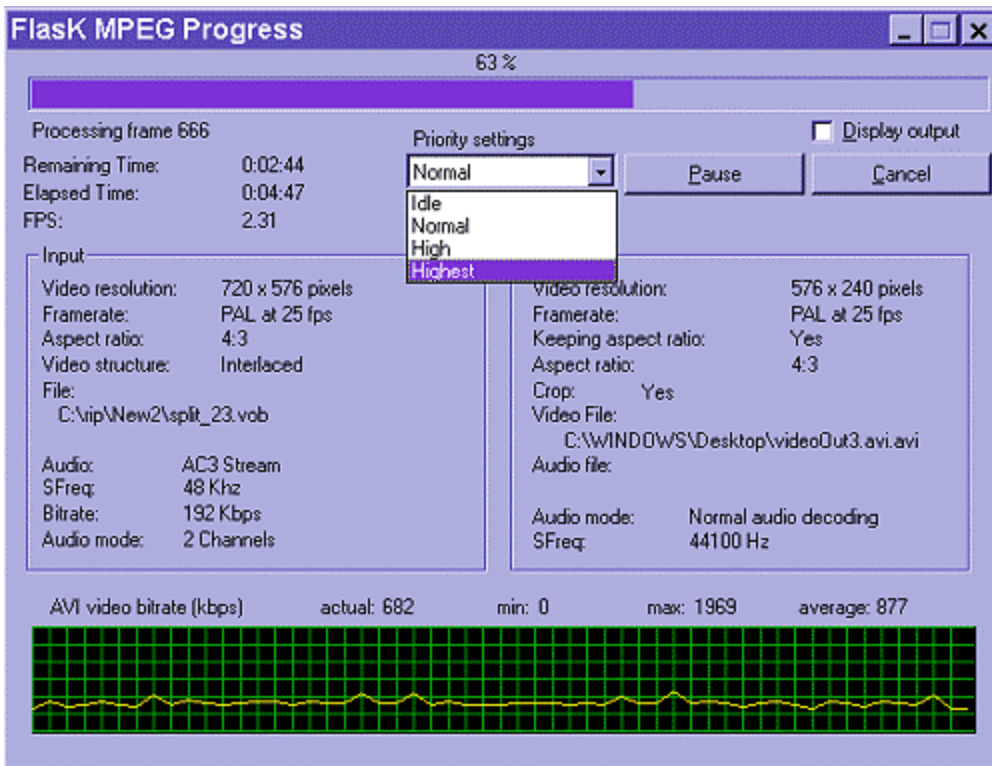 FlasK MPEG Progress
63 %
Processing frame 666
Priority settings
Display output
Remaining Time: 0:02:44
Normal
Pause
Cancel
Elapsed Time: 0:04:47
FPS: 2.31
Idle
Normal
High
Highest
Input
Video resolution: 720 x 576 pixels
Framerate: PAL at 25 fps
Aspect ratio: 4:3
Video structure: Interlaced
File:
C:\rip\New2\split_23.vob
Audio: AC3 Stream
SFreq: 48 Khz
Bitrate: 192 Kbps
Audio mode: 2 Channels
Video resolution: 576 x 240 pixels
Framerate: PAL at 25 fps
Keeping aspect ratio: Yes
Aspect ratio: 4:3
Crop: Yes
Video File:
C:\WINDOWS\Desktop\videoOut3.avi.avi
Audio file:
Audio mode: Normal audio decoding
SFreq: 44100 Hz
AVI video bitrate (kbps) actual: 682 min: 0 max: 1969 average: 877